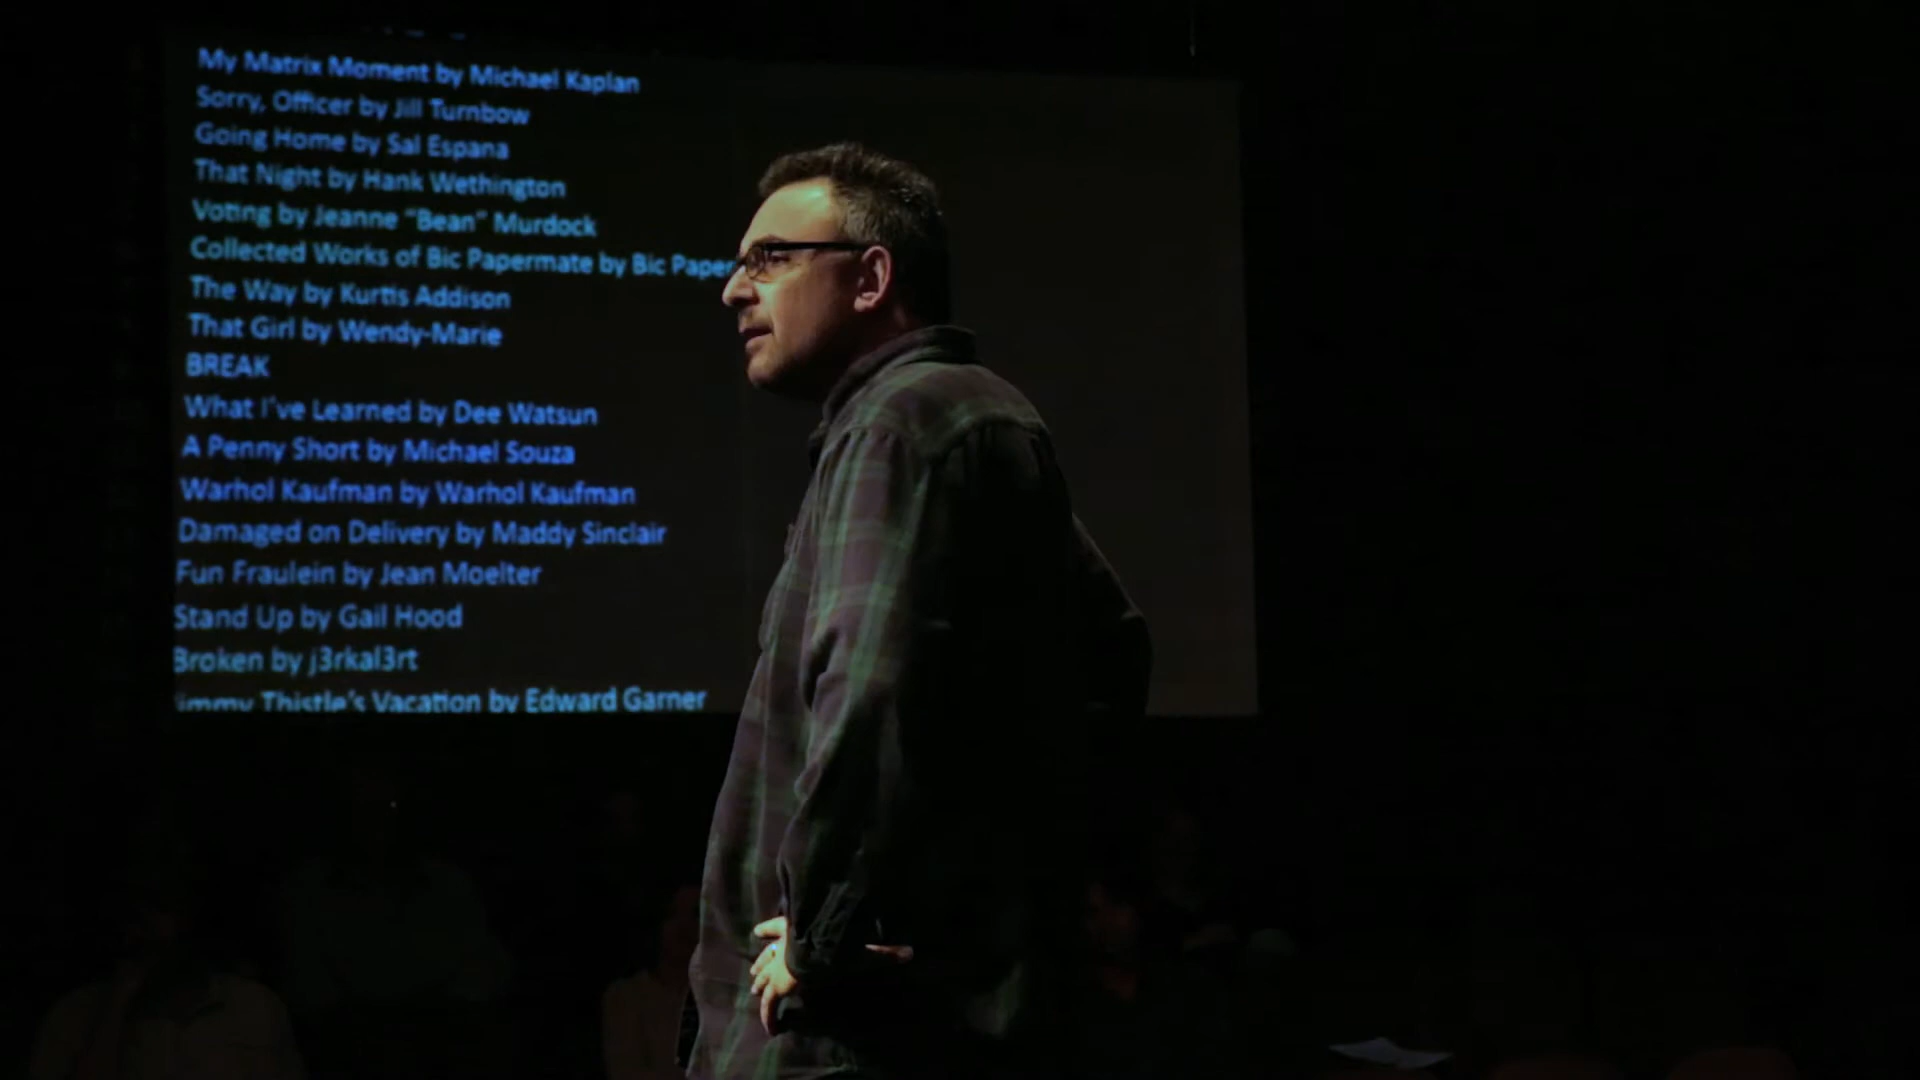 My Matrix Moment by Michael Kaplan
Sorry, Officer by Jill Turnbow
Going Home by Sal Espana
That Night by Hank Wethington
Voting by Jeanne "Bean" Murdock
Collected Works of Bic Papermate by Bic Paper
The Way by Kurtis Addison
That Girl by Wendy-Marie
BREAK
What I've Learned by Dee Watsun
A Penny Short by Michael Souza
Warhol Kaufman by Warhol Kaufman
Damaged on Delivery by Maddy Sinclair
Fun Fraulein by Jean Moelter
Stand Up by Gail Hood
Broken by j3rkal3rt
Jimmy Thistle's Vacation by Edward Garner